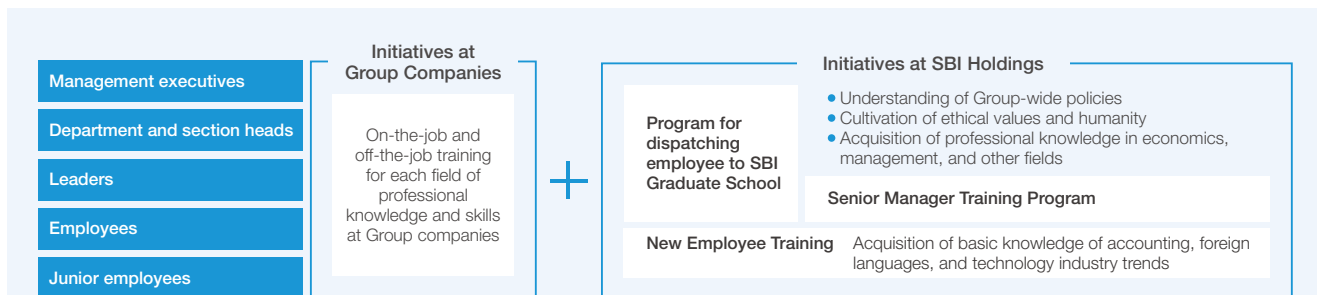 Management executives
Department and section heads
Leaders
Employees
Junior employees
Initiatives at
Group Companies
On-the-job and
off-the-job training
for each field of
professional
knowledge and skills
at Group companies
Initiatives at SBI Holdings
Program for
dispatching
employee to SBI
Graduate School
● Understanding of Group-wide policies
● Cultivation of ethical values and humanity
● Acquisition of professional knowledge in economics,
management, and other fields
Senior Manager Training Program
New Employee Training
Acquisition of basic knowledge of accounting, foreign
languages, and technology industry trends